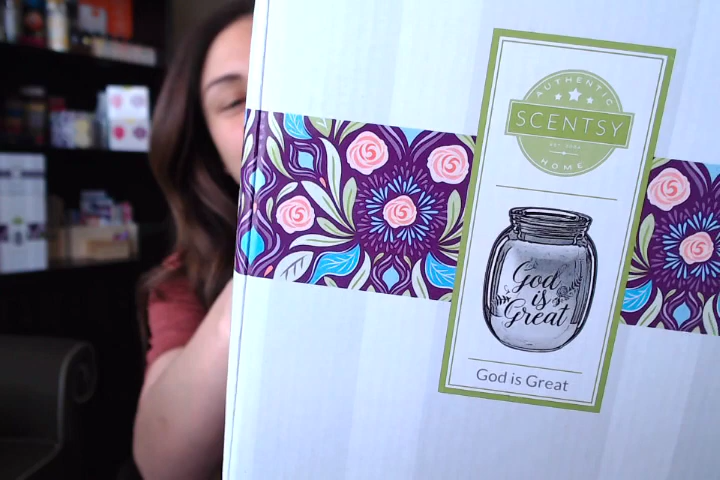 AUTHENTIC
SCENTSY
HOME
God
is
Great
God is Great